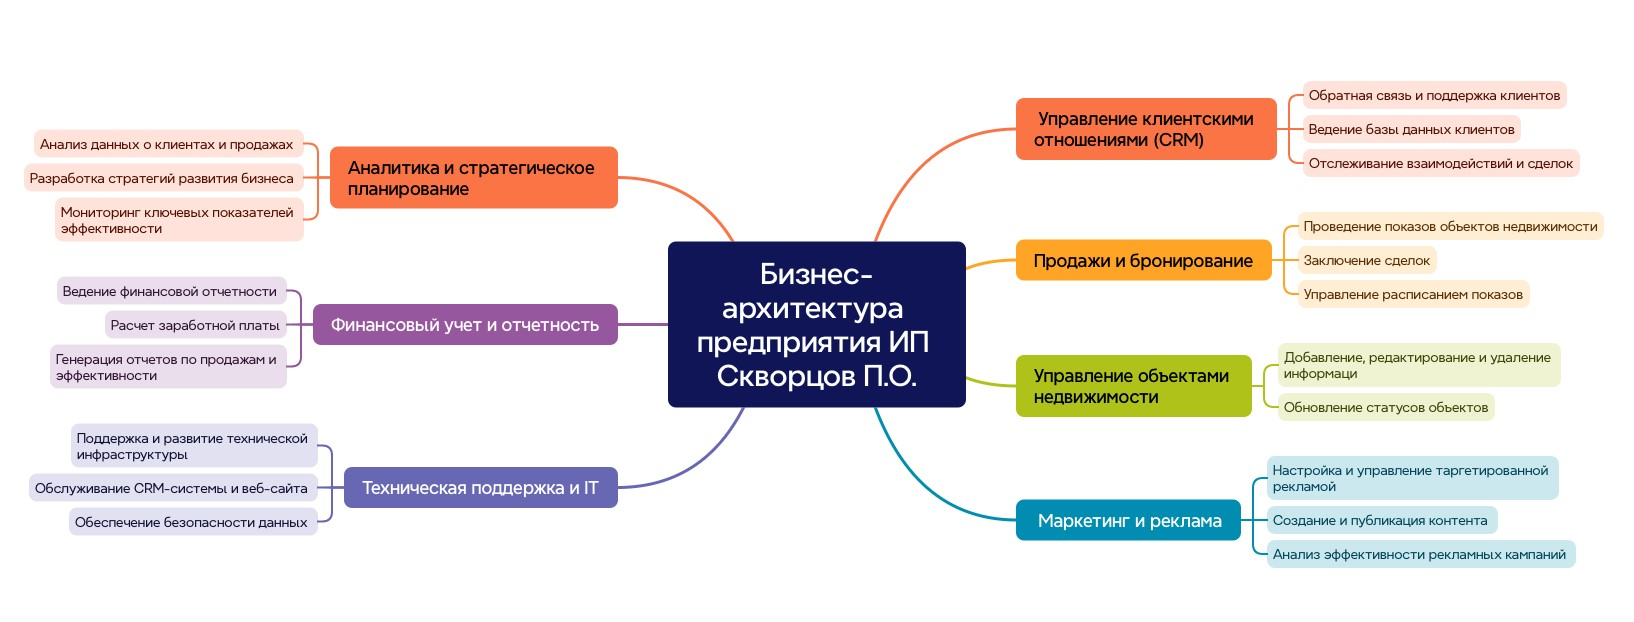 Бизнес-
архитектура
предприятия ИП
Скворцов П.О.
Управление клиентскими
отношениями (CRM)
Обратная связь и поддержка клиентов
Ведение базы данных клиентов
Отслеживание взаимодействий и сделок
Продажи и бронирование
Проведение показов объектов недвижимости
Заключение сделок
Управление расписанием показов
Управление объектами
недвижимости
Добавление, редактирование и удаление
информаци
Обновление статусов объектов
Маркетинг и реклама
Настройка и управление таргетированной
рекламой
Создание и публикация контента
Анализ эффективности рекламных кампаний
Аналитика и стратегическое
планирование
Анализ данных о клиентах и продажах
Разработка стратегий развития бизнеса
Мониторинг ключевых показателей
эффективности
Финансовый учет и отчетность
Ведение финансовой отчетности
Расчет заработной платы
Генерация отчетов по продажам и
эффективности
Техническая поддержка и IT
Поддержка и развитие технической
инфраструктуры
Обслуживание CRM-системы и веб-сайта
Обеспечение безопасности данных